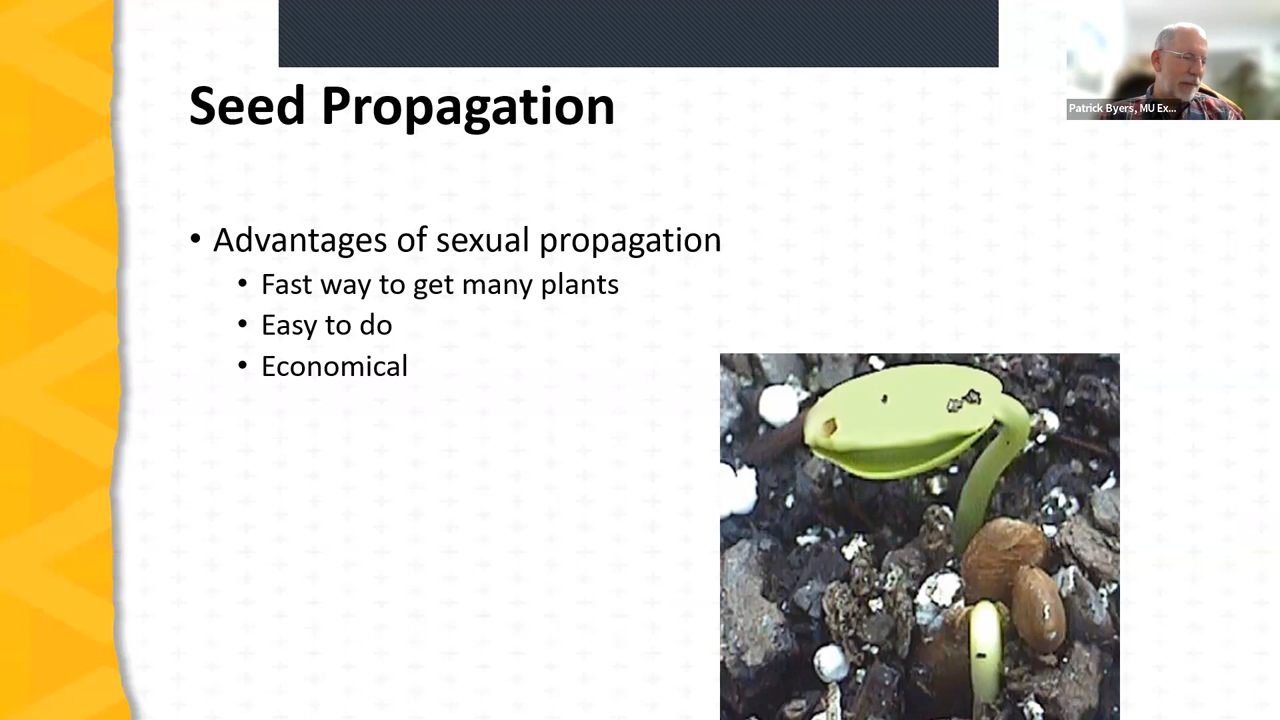 Seed Propagation
Patrick Byers, MU Ex...
• Advantages of sexual propagation
• Fast way to get many plants
• Easy to do
• Economical